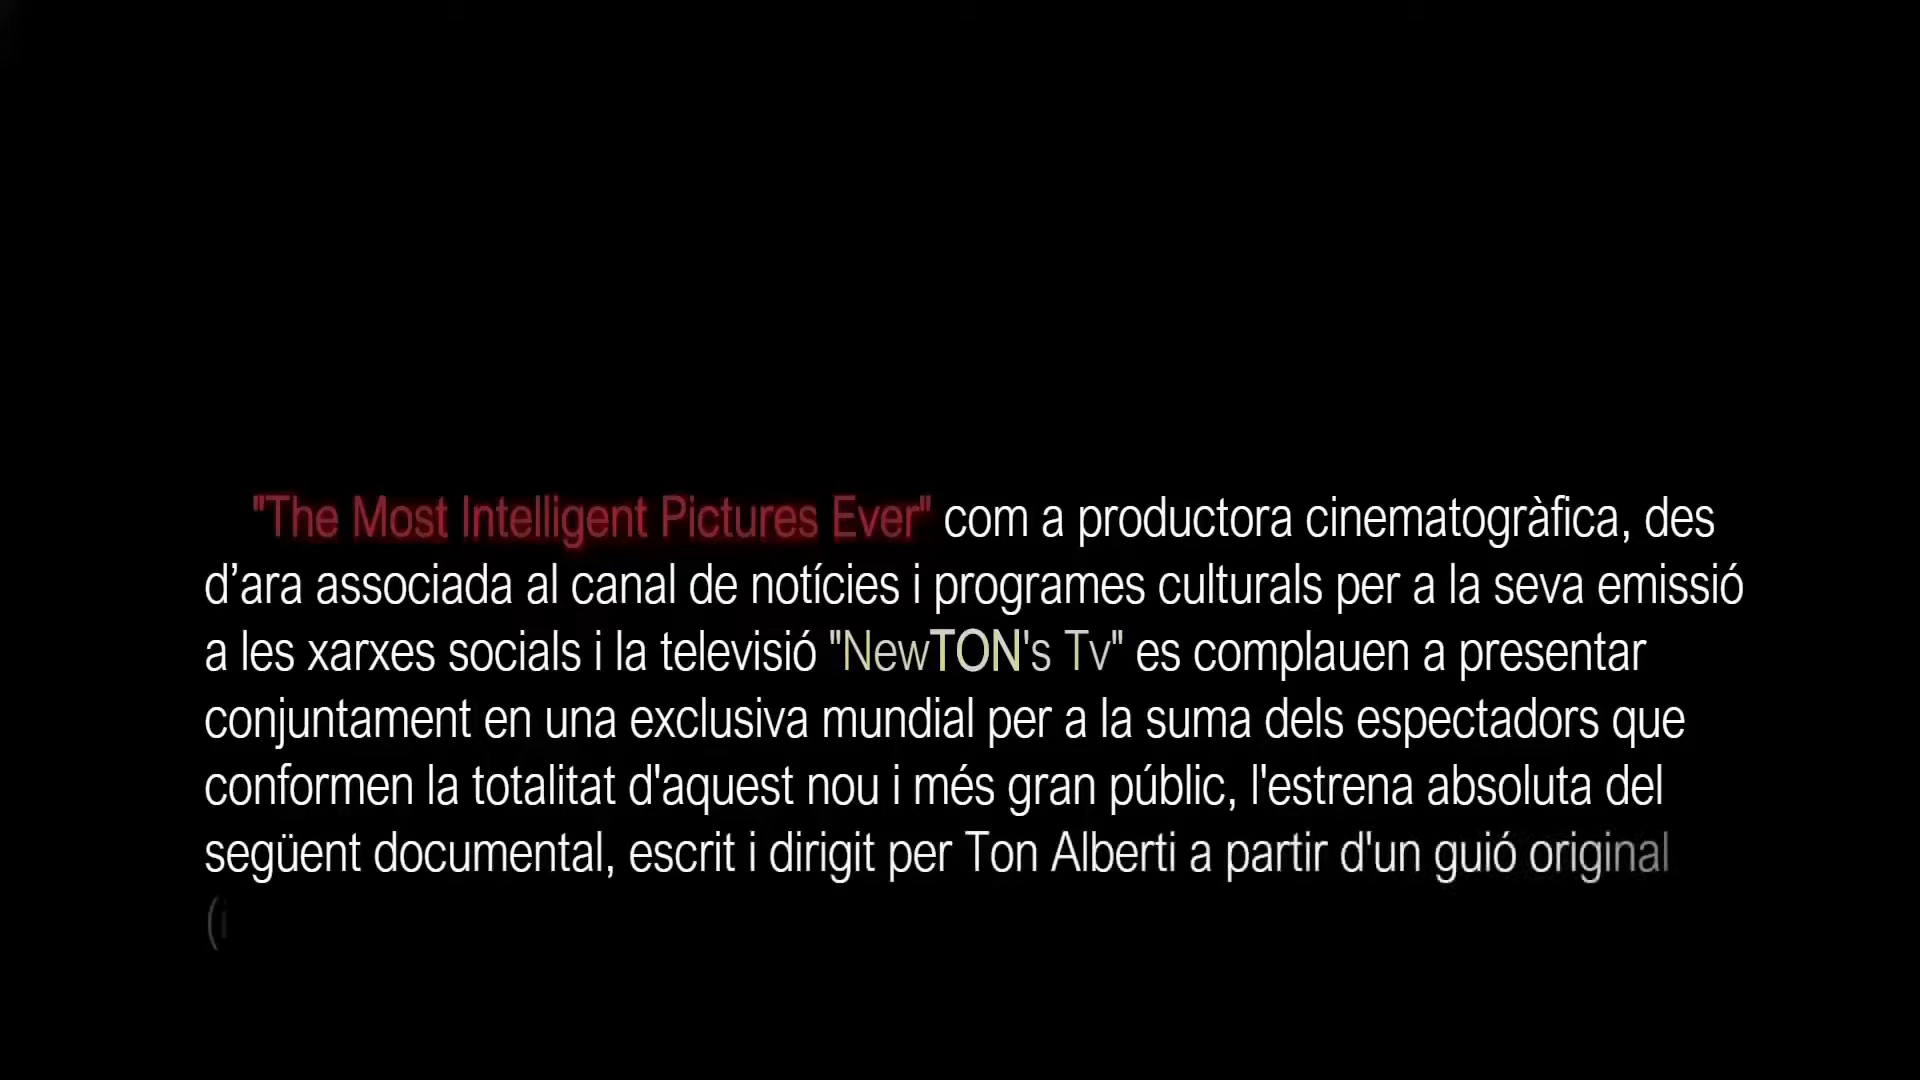 "The Most Intelligent Pictures Ever" com a productora cinematogràfica, des
d’ara associada al canal de notícies i programes culturals per a la seva emissió
a les xarxes socials i la televisió "NewTON's Tv" es complauen a presentar
conjuntament en una exclusiva mundial per a la suma dels espectadors que
conformen la totalitat d'aquest nou i més gran públic, l'estrena absoluta del
següent documental, escrit i dirigit per Ton Alberti a partir d'un guió original
(i